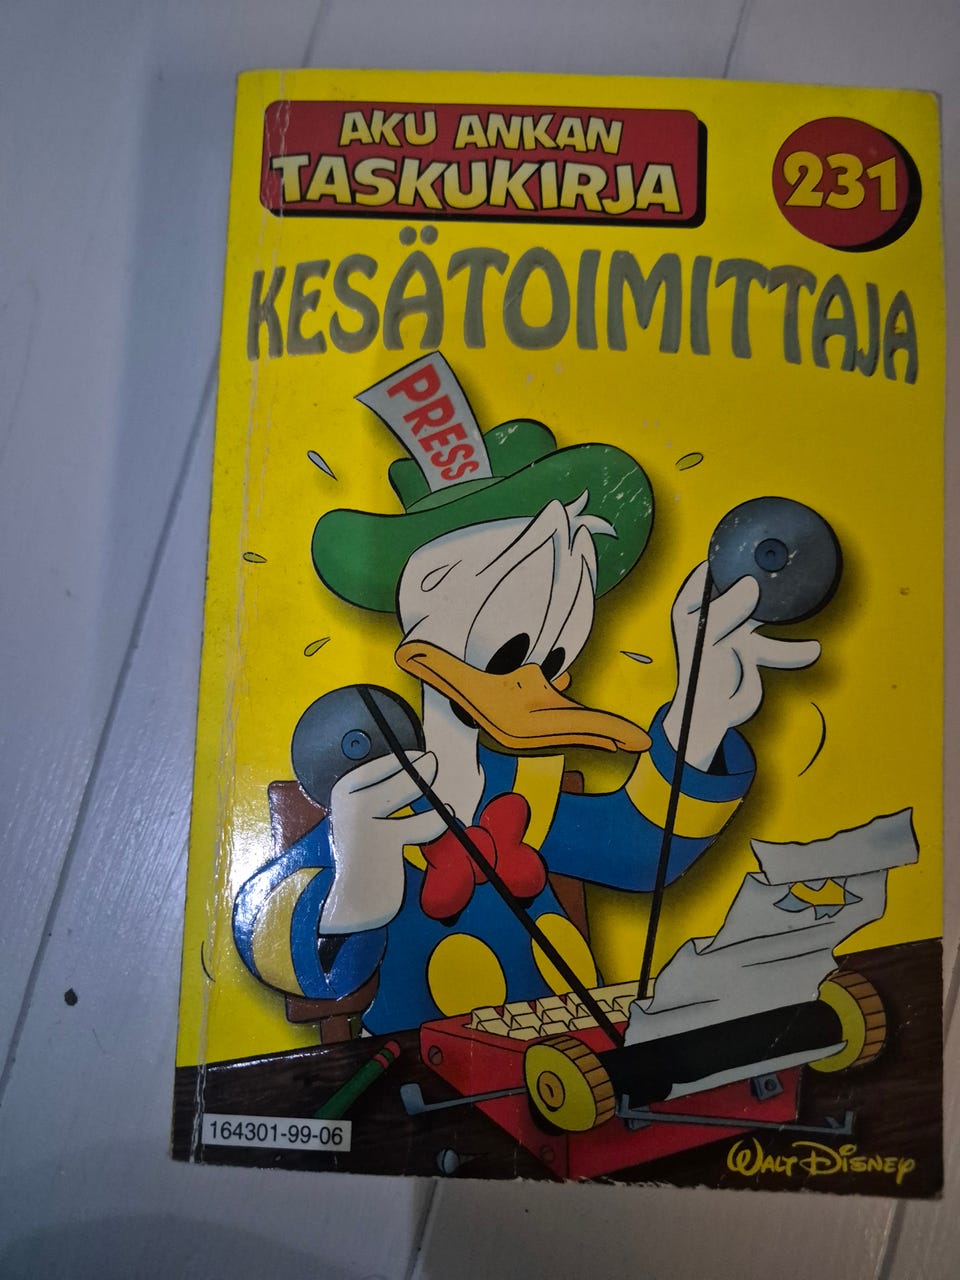 AKU ANKAN
TASKUKIRJA
231
KESÄTOIMITTAJA
PRESS
164301-99-06
WALT DISNEY